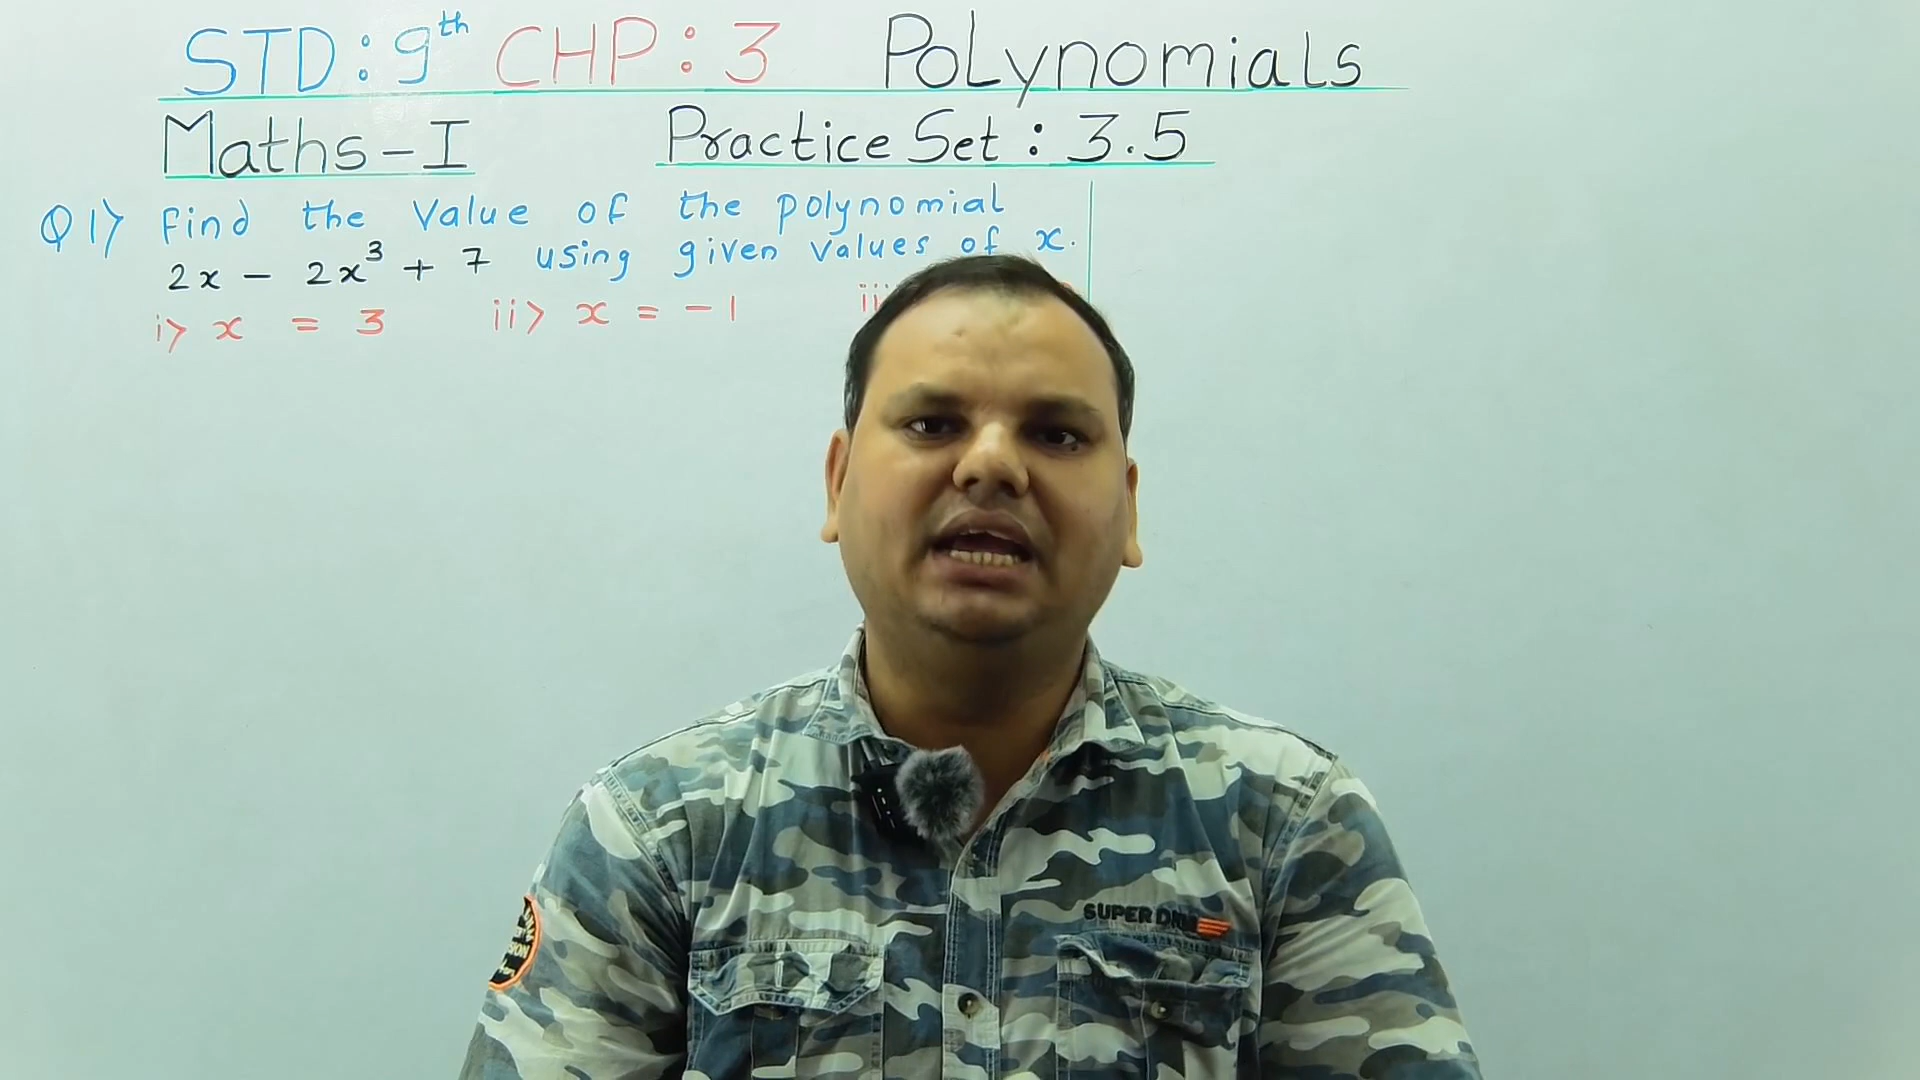 STD : 9th CHP : 3 Polynomials
Maths - I Practice Set : 3.5
Q1> Find the Value of the polynomial
2x - 2x³ + 7 using given values of x.
i> x = 3 ii> x = -1 iii
SUPER DRY